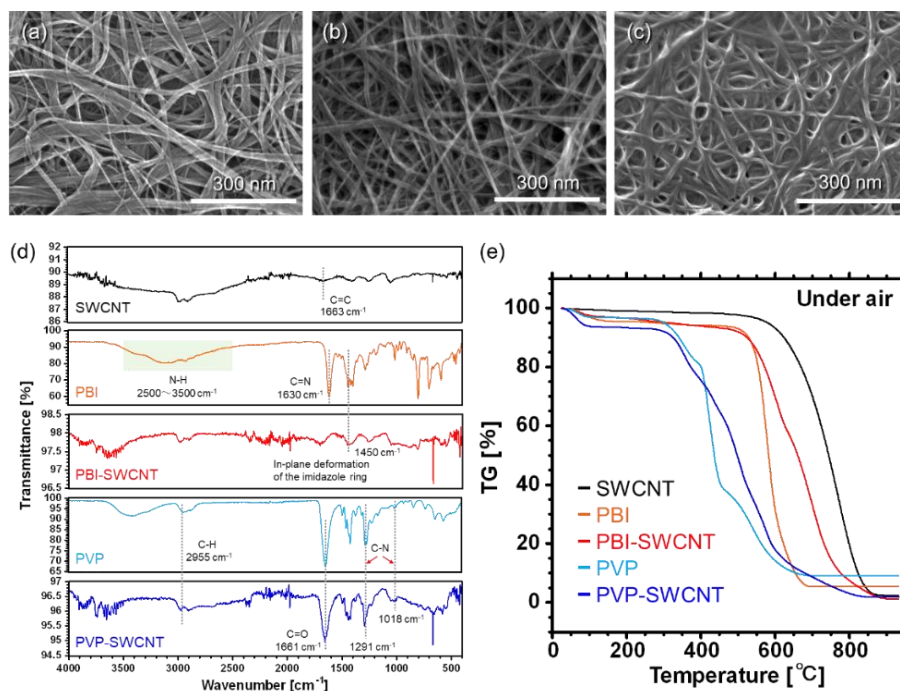 (a)
300 nm
(b)
300 nm
(c)
300 nm
(d)
92
91
90
89
88
87
86
C=C
1663 cm⁻¹
SWCNT
100
90
80
70
60
N-H
2500～3500 cm⁻¹
C=N
1630 cm⁻¹
PBI
98.5
98
97.5
97
96.5
1450 cm⁻¹
In-plane deformation
of the imidazole ring
PBI-SWCNT
100
95
90
85
80
75
70
65
C-H
2955 cm⁻¹
C-N
PVP
97
96.5
96
95.5
95
94.5
C=O
1661 cm⁻¹
1291 cm⁻¹
1018 cm⁻¹
PVP-SWCNT
4000
3000
2000
1000
Wavenumber [cm⁻¹]
Transmittance [%]
(e)
Under air
100
80
60
40
20
0
TG [%]
SWCNT
PBI
PBI-SWCNT
PVP
PVP-SWCNT
0
200
400
600
800
Temperature [°C]